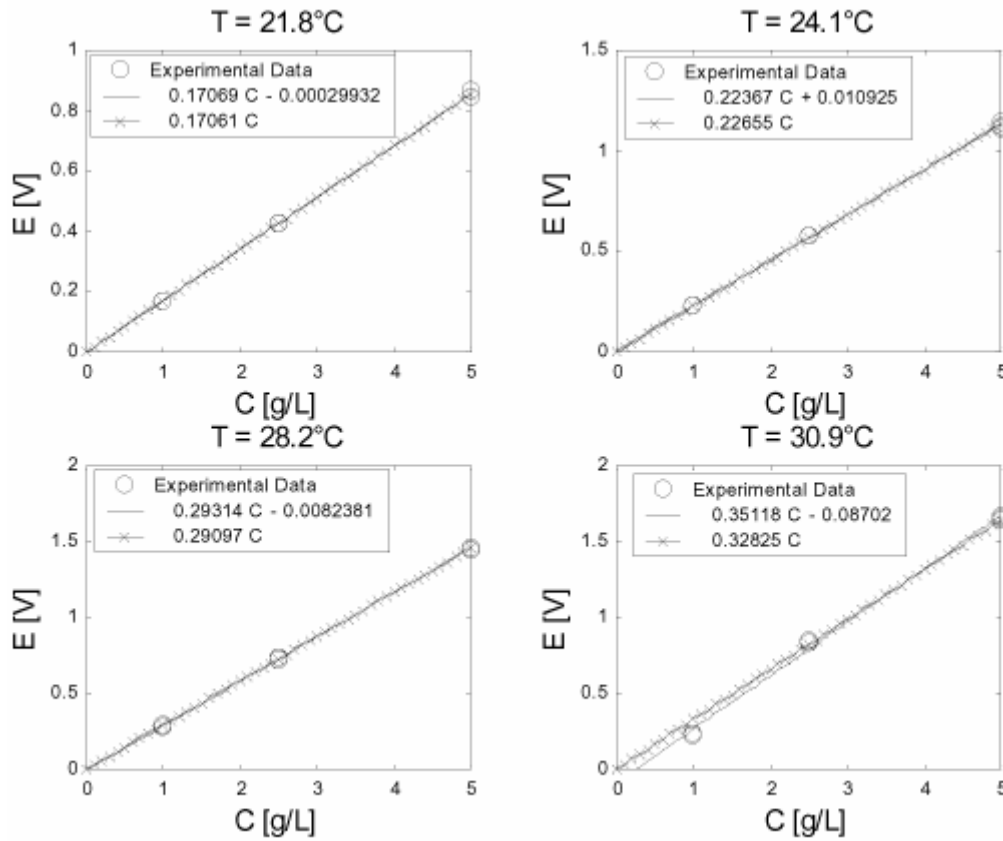 T = 21.8°C
1
0.8
0.6
0.4
0.2
0
E [V]
Experimental Data
0.17069 C - 0.00029932
0.17061 C
0 1 2 3 4 5
C [g/L]
T = 24.1°C
1.5
1
0.5
0
E [V]
Experimental Data
0.22367 C + 0.010925
0.22655 C
0 1 2 3 4 5
C [g/L]
T = 28.2°C
2
1.5
1
0.5
0
E [V]
Experimental Data
0.29314 C - 0.0082381
0.29097 C
0 1 2 3 4 5
C [g/L]
T = 30.9°C
2
1.5
1
0.5
0
E [V]
Experimental Data
0.35118 C - 0.08702
0.32825 C
0 1 2 3 4 5
C [g/L]